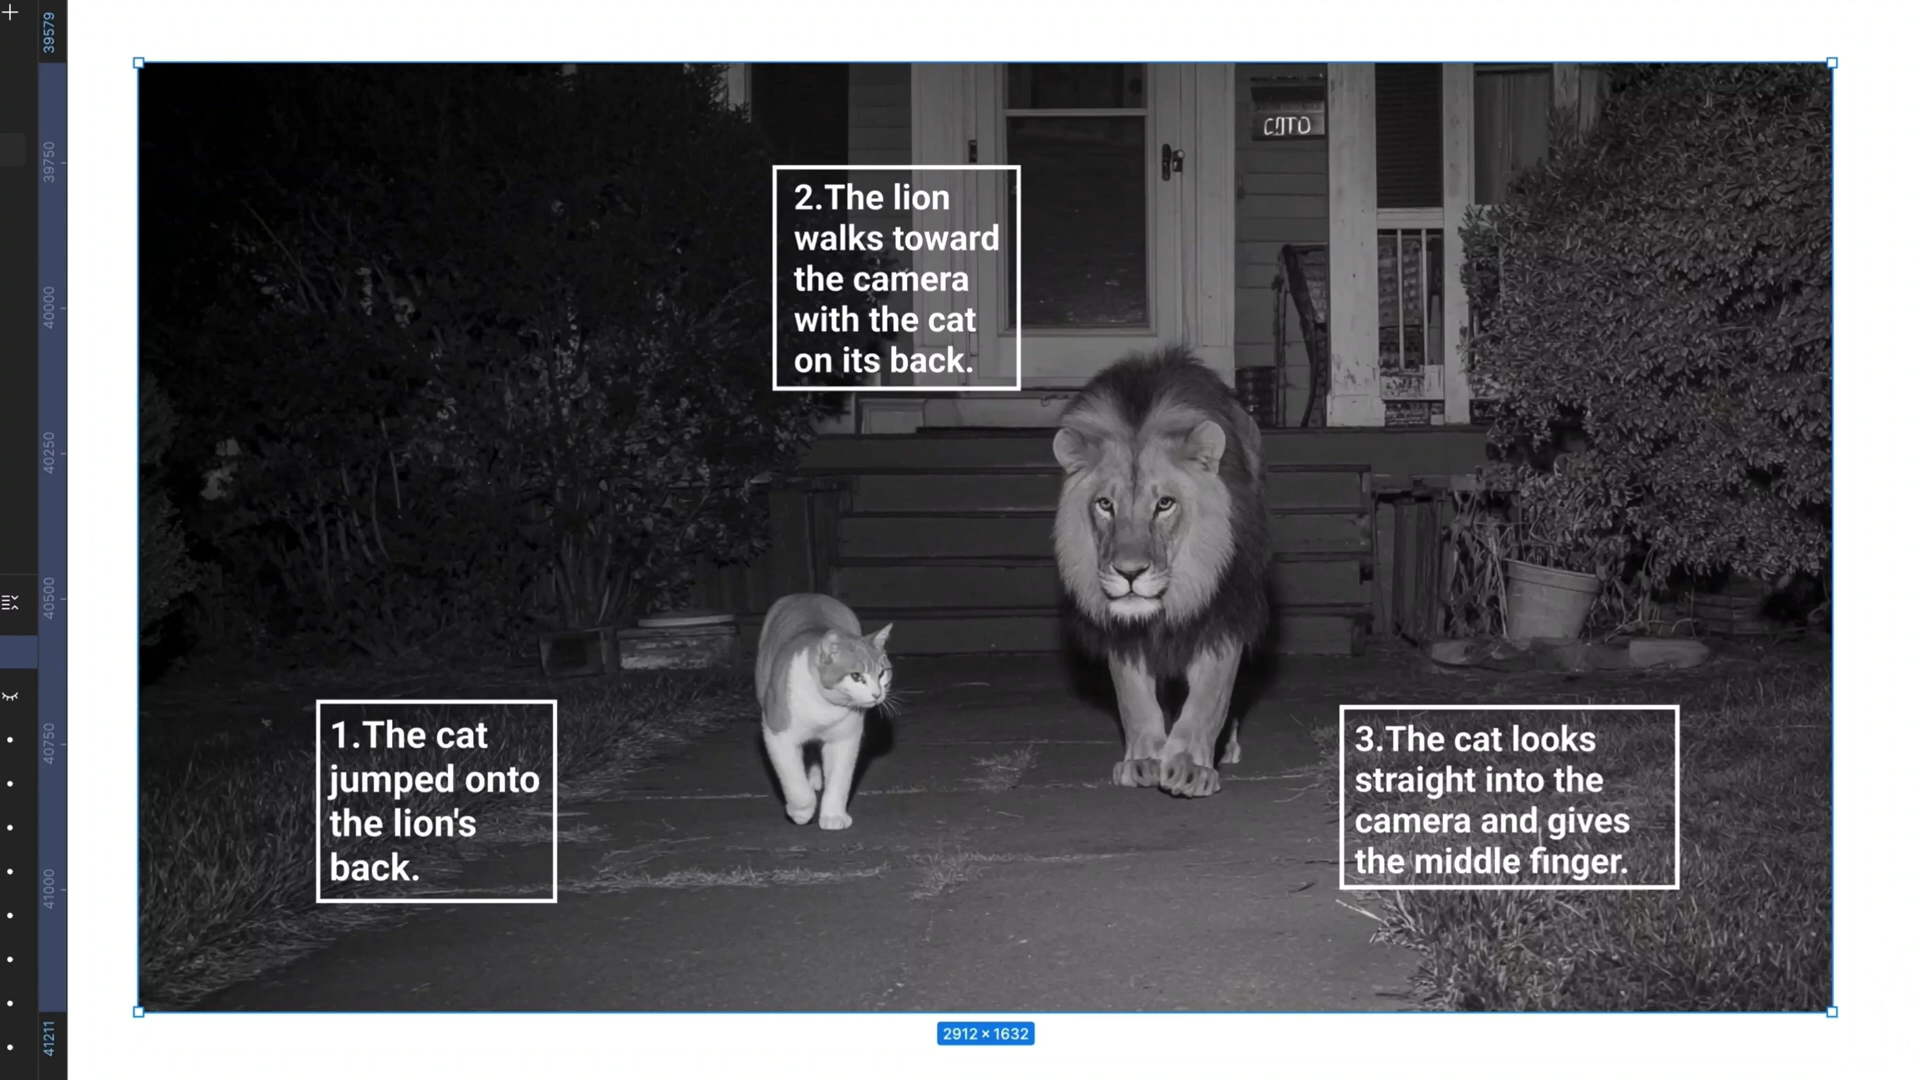 39579
39750
40000
40250
40500
40750
41000
41211
2.The lion
walks toward
the camera
with the cat
on its back.
1.The cat
jumped onto
the lion's
back.
3.The cat looks
straight into the
camera and gives
the middle finger.
2912 × 1632